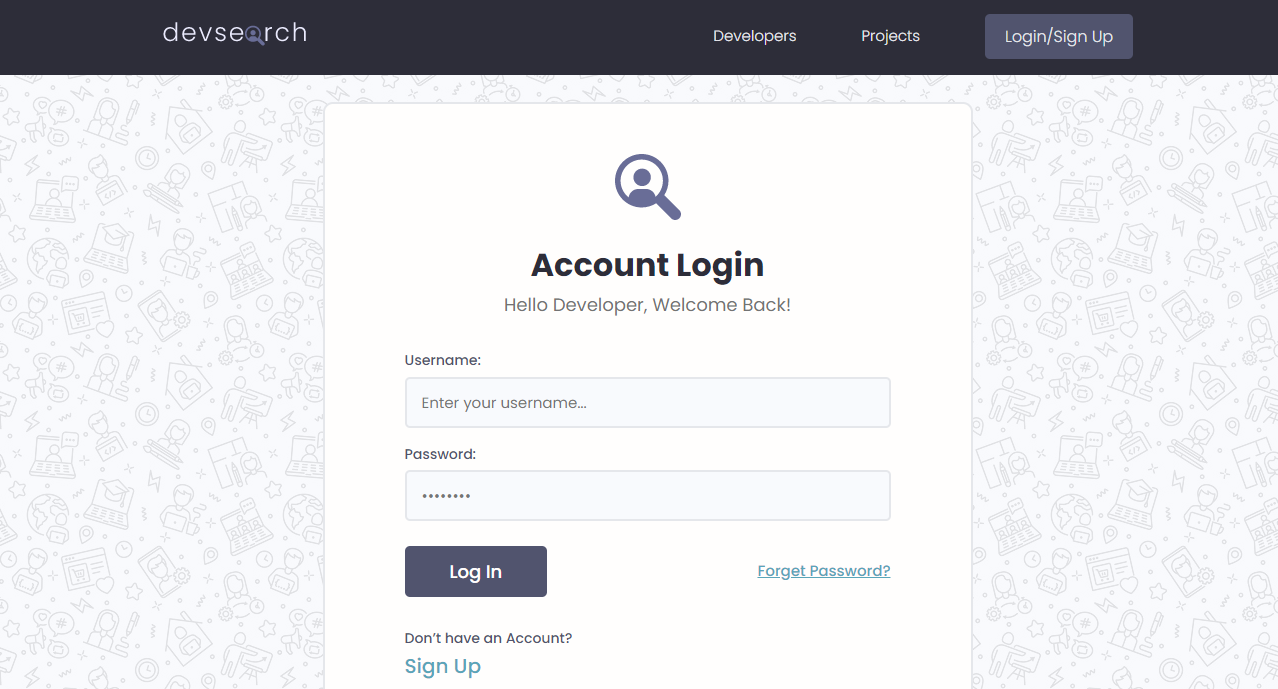 devsearch
Developers
Projects
Login/Sign Up
Account Login
Hello Developer, Welcome Back!
Username:
Enter your username...
Password:
••••••••
Log In
Forget Password?
Don’t have an Account?
Sign Up